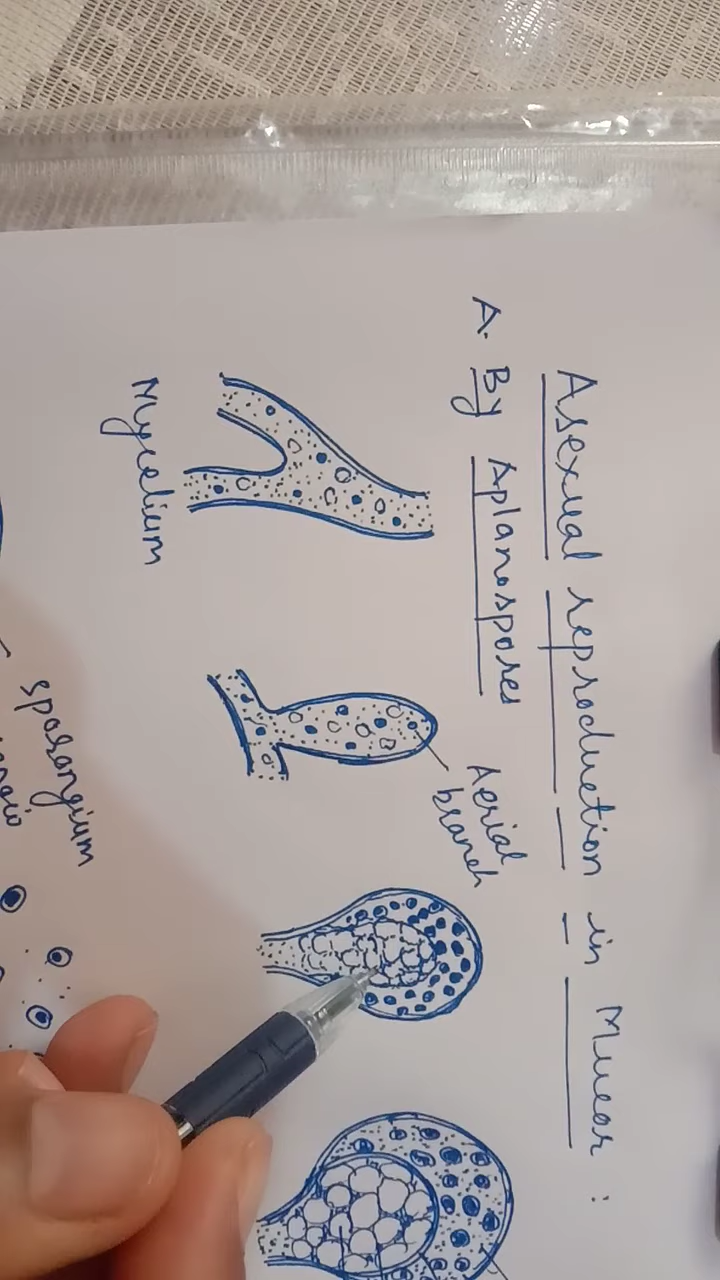 Asexual reproduction in Mucor :
A. By Aplanospores
Mycelium
Aerial
branch
sporangium